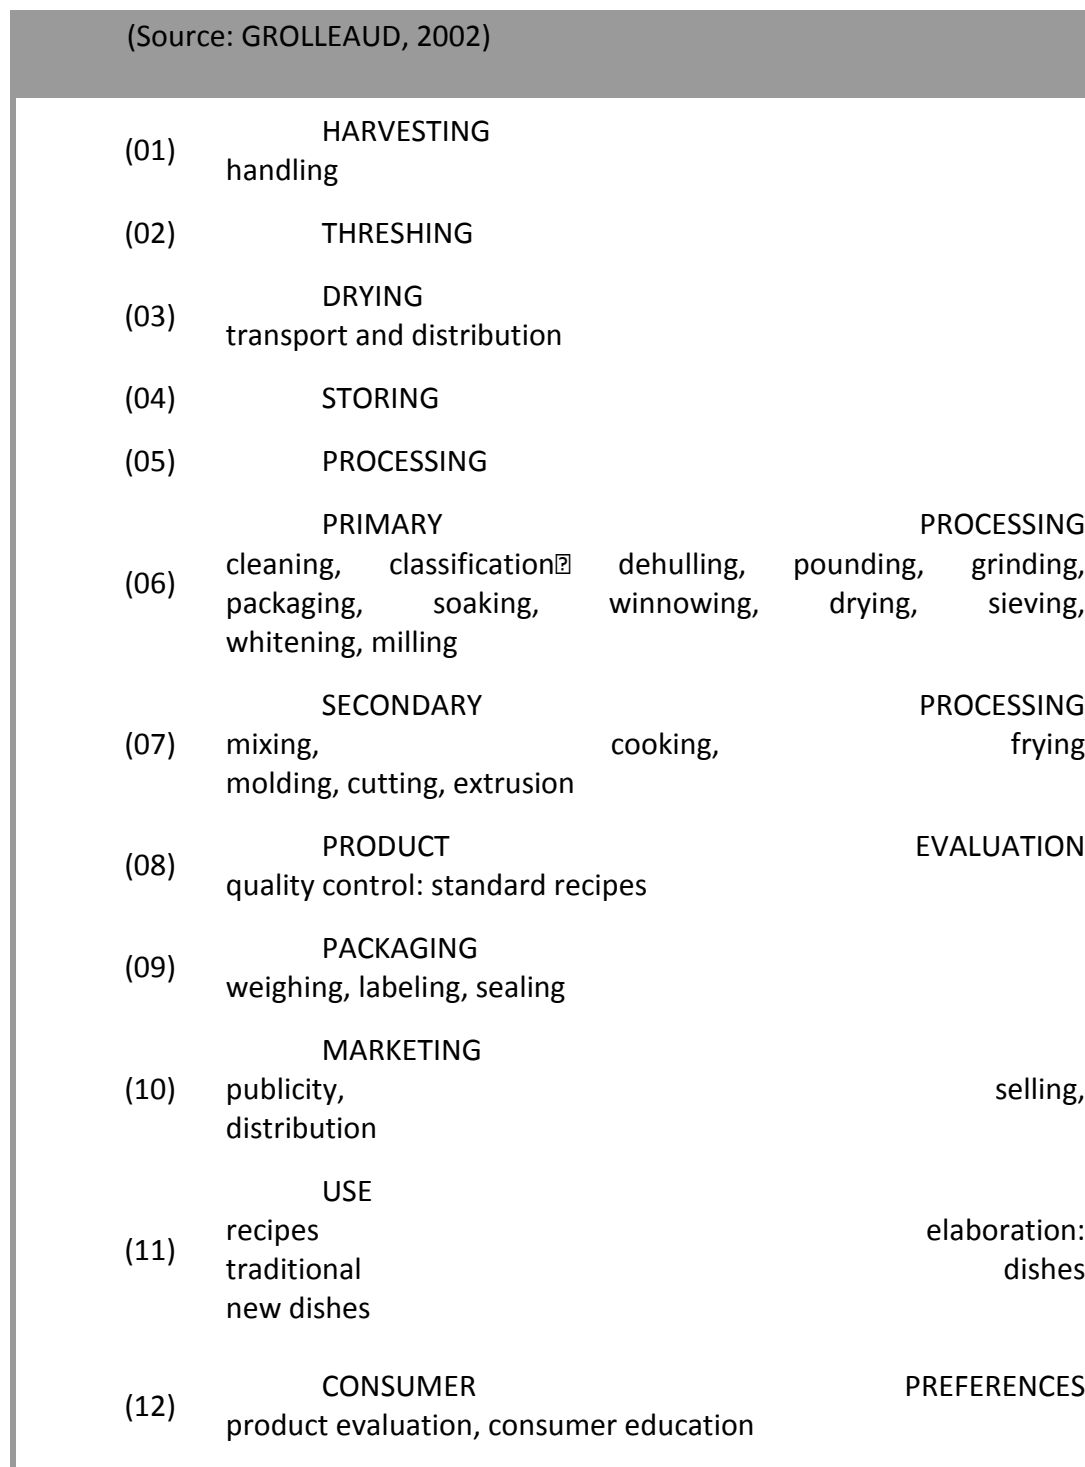 (Source: GROLLEAUD, 2002)
(01) HARVESTING
handling
(02) THRESHING
(03) DRYING
transport and distribution
(04) STORING
(05) PROCESSING
(06) PRIMARY PROCESSING
cleaning, classification⍰ dehulling, pounding, grinding,
packaging, soaking, winnowing, drying, sieving,
whitening, milling
(07) SECONDARY PROCESSING
mixing, cooking, frying
molding, cutting, extrusion
(08) PRODUCT EVALUATION
quality control: standard recipes
(09) PACKAGING
weighing, labeling, sealing
(10) MARKETING
publicity, selling,
distribution
(11) USE
recipes elaboration:
traditional dishes
new dishes
(12) CONSUMER PREFERENCES
product evaluation, consumer education